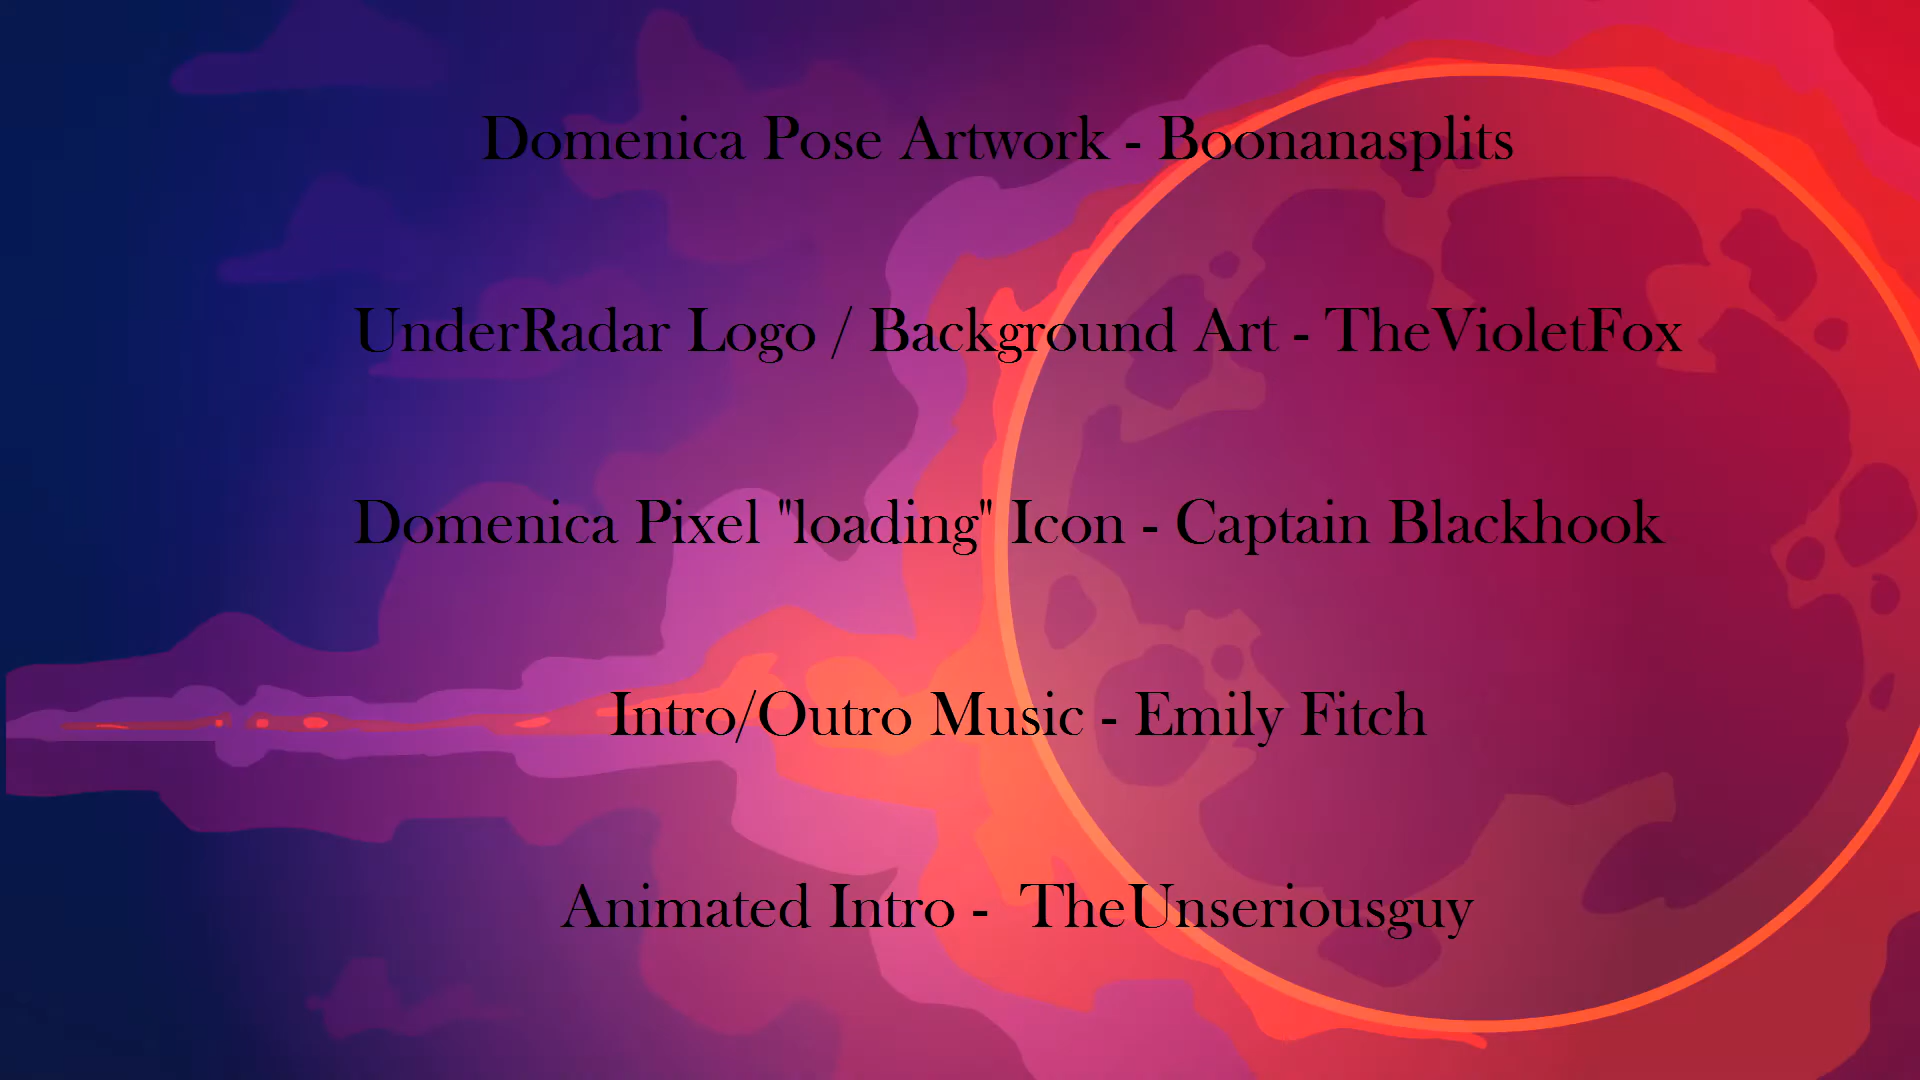 Domenica Pose Artwork - Boonanasplits
UnderRadar Logo / Background Art - TheVioletFox
Domenica Pixel "loading" Icon - Captain Blackhook
Intro/Outro Music - Emily Fitch
Animated Intro - TheUnseriousguy